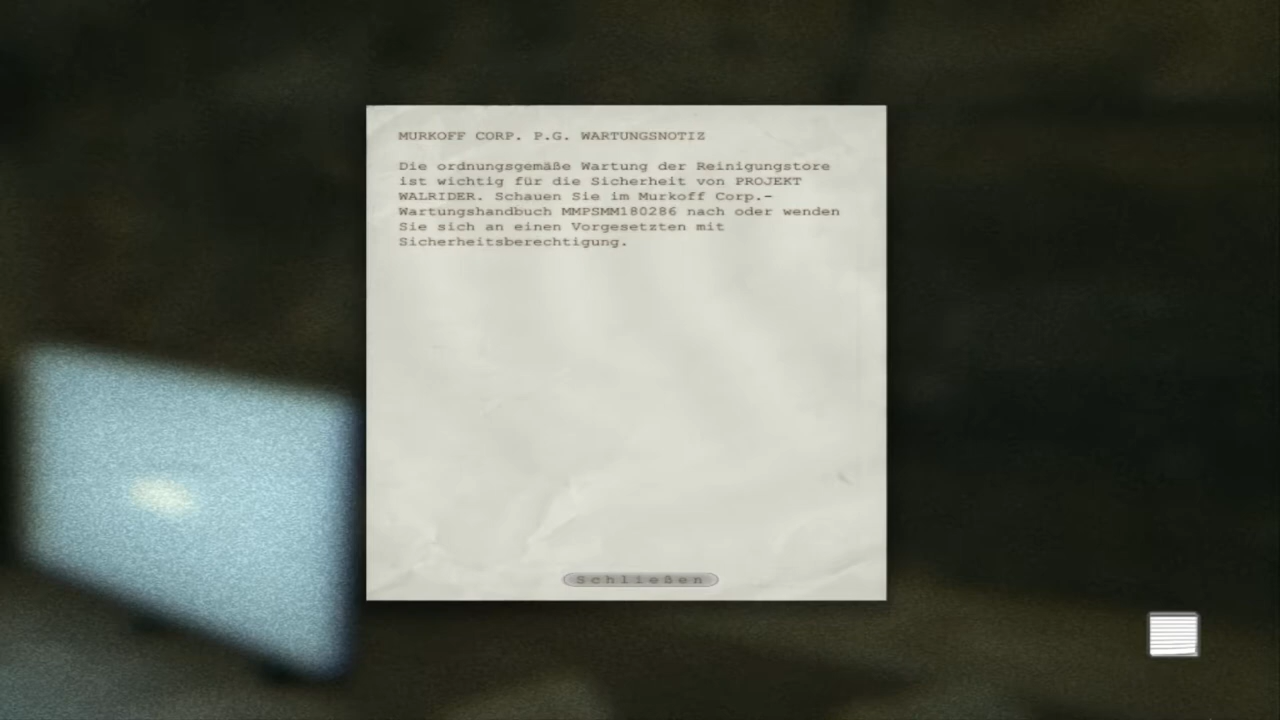 MURKOFF CORP. P.G. WARTUNGSNOTIZ
Die ordnungsgemäße Wartung der Reinigungstore
ist wichtig für die Sicherheit von PROJEKT
WALRIDER. Schauen Sie im Murkoff Corp.-
Wartungshandbuch MMPSMM180286 nach oder wenden
Sie sich an einen Vorgesetzten mit
Sicherheitsberechtigung.
Schließen